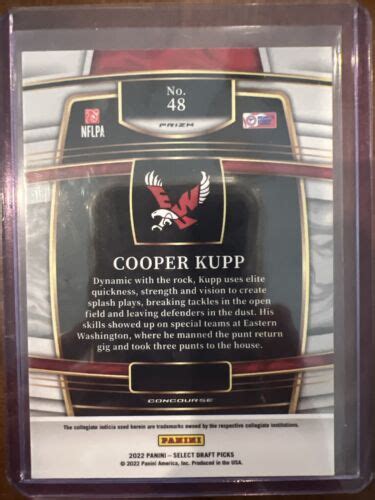 No.
48
PRIZM
NFLPA
EWU
COOPER KUPP
Dynamic with the rock, Kupp uses elite
quickness, strength and vision to create
splash plays, breaking tackles in the open
field and leaving defenders in the dust. His
skills showed up on special teams at Eastern
Washington, where he manned the punt return
gig and took three punts to the house.
CONCOURSE
The collegiate indicia used herein are trademarks owned by the respective collegiate institutions.
PANINI
2022 PANINI – SELECT DRAFT PICKS
© 2022 Panini America, Inc. Produced in the USA.